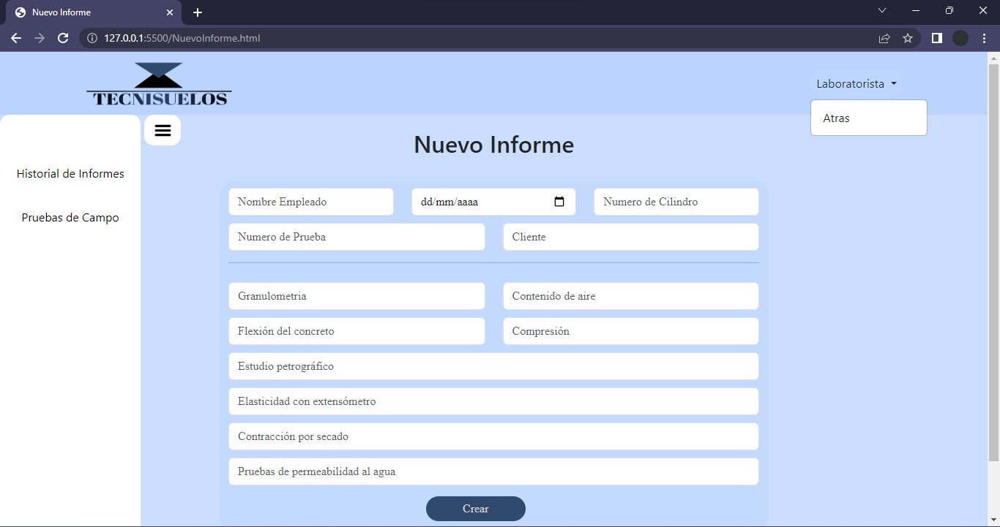 Nuevo Informe
127.0.0.1:5500/NuevoInforme.html
TECNISUELOS
Laboratorista
Atras
Nuevo Informe
Historial de Informes
Pruebas de Campo
Nombre Empleado
dd/mm/aaaa
Numero de Cilindro
Numero de Prueba
Cliente
Granulometria
Contenido de aire
Flexión del concreto
Compresión
Estudio petrográfico
Elasticidad con extensómetro
Contracción por secado
Pruebas de permeabilidad al agua
Crear